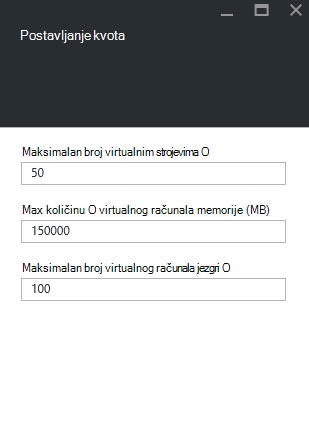 Postavljanje kvota
Maksimalan broj virtualnim strojevima O
50
Max količinu O virtualnog računala memorije (MB)
150000
Maksimalan broj virtualnog računala jezgri O
100